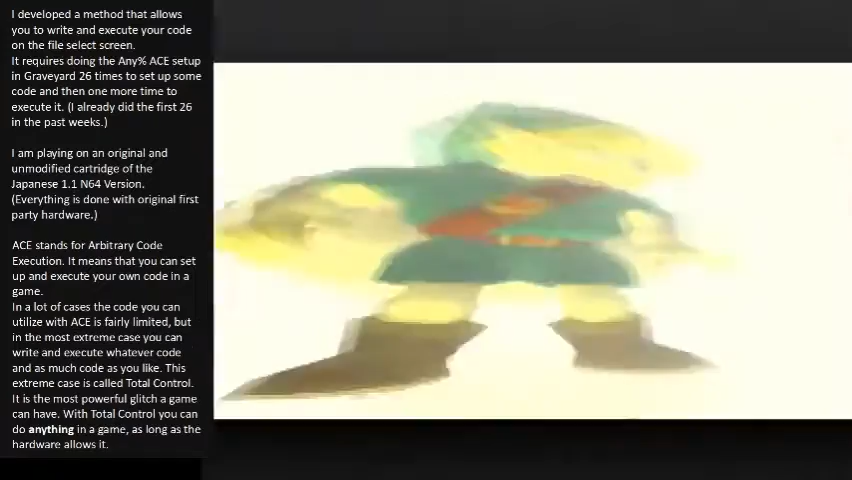 I developed a method that allows
you to write and execute your code
on the file select screen.
It requires doing the Any% ACE setup
in Graveyard 26 times to set up some
code and then one more time to
execute it. (I already did the first 26
in the past weeks.)
I am playing on an original and
unmodified cartridge of the
Japanese 1.1 N64 Version.
(Everything is done with original first
party hardware.)
ACE stands for Arbitrary Code
Execution. It means that you can set
up and execute your own code in a
game.
In a lot of cases the code you can
utilize with ACE is fairly limited, but
in the most extreme case you can
write and execute whatever code
and as much code as you like. This
extreme case is called Total Control.
It is the most powerful glitch a game
can have. With Total Control you can
do anything in a game, as long as the
hardware allows it.